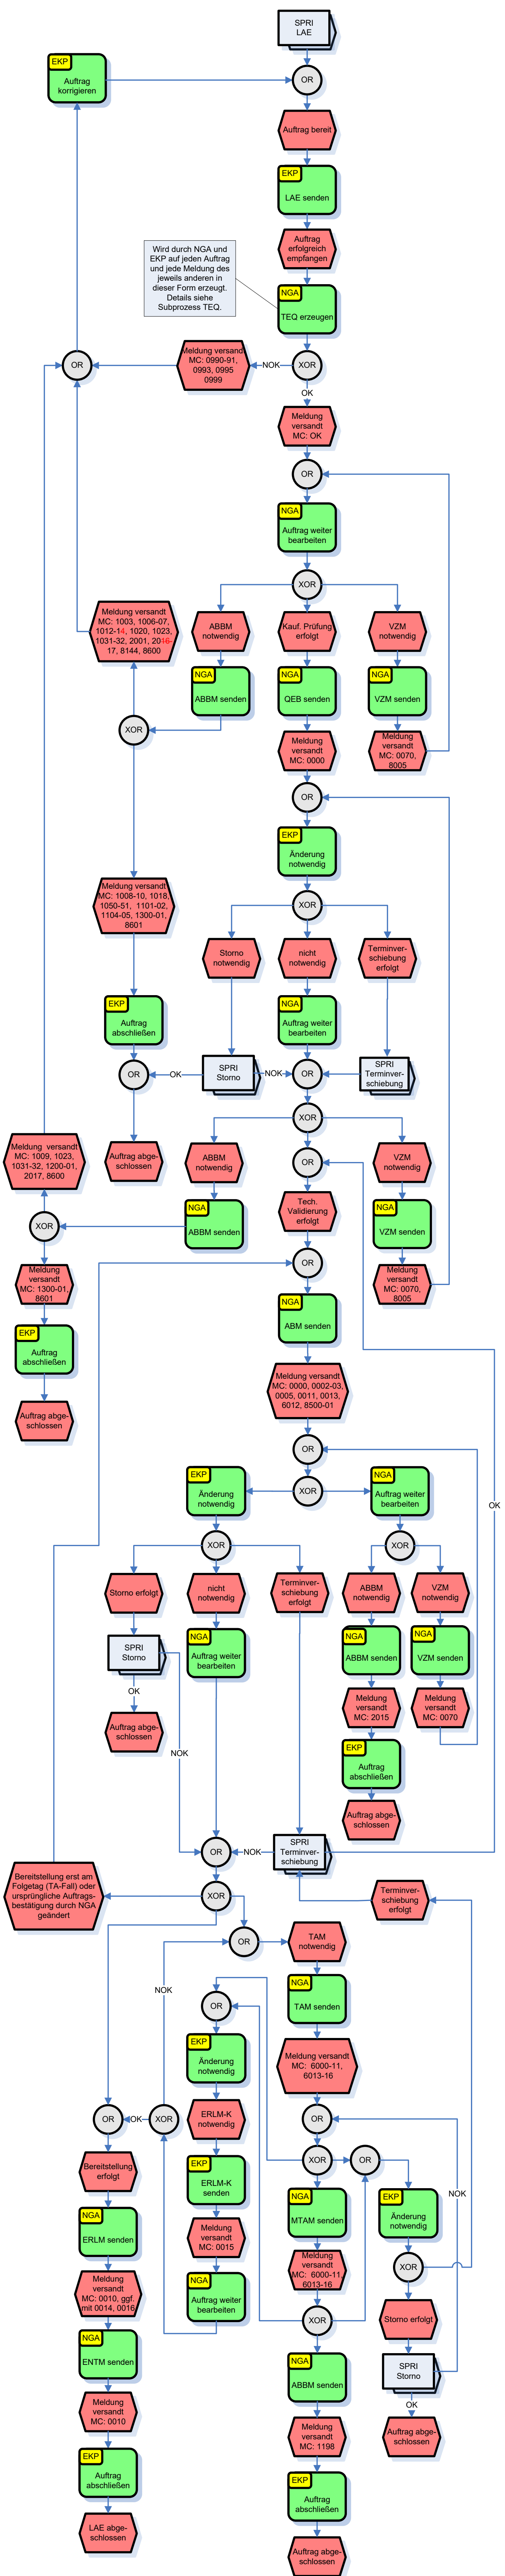 SPRI
LAE
EKP
Auftrag
korrigieren
OR
Auftrag bereit
EKP
LAE senden
Auftrag
erfolgreich
empfangen
Wird durch NGA und
EKP auf jeden Auftrag
und jede Meldung des
jeweils anderen in
dieser Form erzeugt.
Details siehe
Subprozess TEQ.
NGA
TEQ erzeugen
OR
Meldung versandt
MC: 0990-91,
0993, 0995
0999
NOK
XOR
OK
Meldung
versandt
MC: OK
OR
NGA
Auftrag weiter
bearbeiten
XOR
Meldung versandt
MC: 1003, 1006-07,
1012-14, 1020, 1023,
1031-32, 2001, 2016-
17, 8144, 8600
ABBM
notwendig
Kauf. Prüfung
erfolgt
VZM
notwendig
NGA
ABBM senden
NGA
QEB senden
NGA
VZM senden
XOR
Meldung
versandt
MC: 0000
Meldung
versandt
MC: 0070,
8005
OR
EKP
Änderung
notwendig
Meldung versandt
MC: 1008-10, 1018,
1050-51, 1101-02,
1104-05, 1300-01,
8601
XOR
Storno
notwendig
nicht
notwendig
Terminver-
schiebung
erfolgt
EKP
Auftrag
abschließen
NGA
Auftrag weiter
bearbeiten
OR
OK
SPRI
Storno
NOK
OR
SPRI
Terminver-
schiebung
XOR
Meldung versandt
MC: 1009, 1023,
1031-32, 1200-01,
2017, 8600
Auftrag abge-
schlossen
ABBM
notwendig
OR
VZM
notwendig
Tech.
Validierung
erfolgt
XOR
NGA
ABBM senden
NGA
VZM senden
OR
Meldung
versandt
MC: 1300-01,
8601
Meldung
versandt
MC: 0070,
8005
NGA
ABM senden
EKP
Auftrag
abschließen
Meldung versandt
MC: 0000, 0002-03,
0005, 0011, 0013,
6012, 8500-01
Auftrag abge-
schlossen
OR
EKP
Änderung
notwendig
XOR
NGA
Auftrag weiter
bearbeiten
OK
XOR
XOR
Storno erfolgt
nicht
notwendig
Terminver-
schiebung
erfolgt
ABBM
notwendig
VZM
notwendig
SPRI
Storno
NGA
Auftrag weiter
bearbeiten
NGA
ABBM senden
NGA
VZM senden
OK
Meldung
versandt
MC: 2015
Meldung
versandt
MC: 0070
Auftrag abge-
schlossen
NOK
EKP
Auftrag
abschließen
Auftrag abge-
schlossen
OR
NOK
SPRI
Terminver-
schiebung
Bereitstellung erst am
Folgetag (TA-Fall) oder
ursprüngliche Auftrags-
bestätigung durch NGA
geändert
XOR
Terminver-
schiebung
erfolgt
OR
TAM
notwendig
NOK
OR
NGA
TAM senden
EKP
Änderung
notwendig
Meldung versandt
MC: 6000-11,
6013-16
OR
OK
XOR
ERLM-K
notwendig
OR
XOR
OR
NOK
Bereitstellung
erfolgt
EKP
ERLM-K
senden
NGA
MTAM senden
EKP
Änderung
notwendig
NGA
ERLM senden
Meldung
versandt
MC: 0015
Meldung
versandt
MC: 6000-11,
6013-16
XOR
Meldung
versandt
MC: 0010, ggf.
mit 0014, 0016
NGA
Auftrag weiter
bearbeiten
XOR
Storno erfolgt
NGA
ENTM senden
NGA
ABBM senden
SPRI
Storno
OK
Meldung
versandt
MC: 0010
Meldung
versandt
MC: 1198
Auftrag abge-
schlossen
EKP
Auftrag
abschließen
EKP
Auftrag
abschließen
LAE abge-
schlossen
Auftrag abge-
schlossen